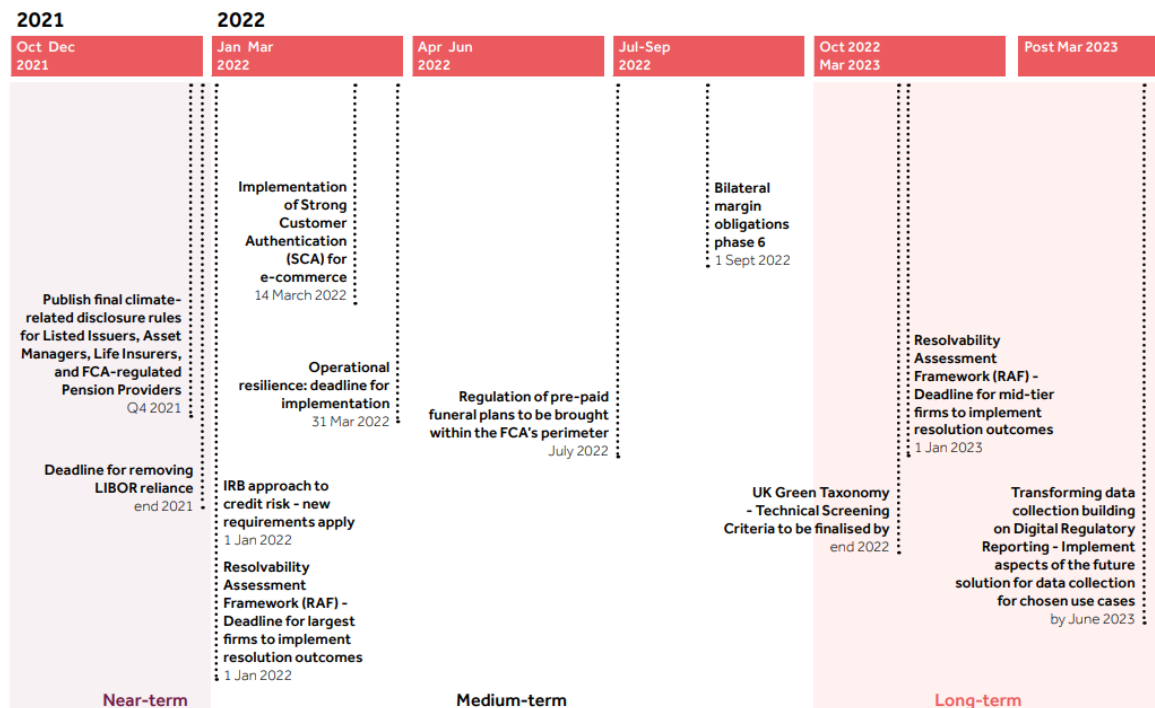 2021
2022
Oct Dec
2021
Jan Mar
2022
Apr Jun
2022
Jul-Sep
2022
Oct 2022
Mar 2023
Post Mar 2023
Publish final climate-
related disclosure rules
for Listed Issuers, Asset
Managers, Life Insurers,
and FCA-regulated
Pension Providers
Q4 2021
Deadline for removing
LIBOR reliance
end 2021
Implementation
of Strong
Customer
Authentication
(SCA) for
e-commerce
14 March 2022
Operational
resilience: deadline for
implementation
31 Mar 2022
IRB approach to
credit risk - new
requirements apply
1 Jan 2022
Resolvability
Assessment
Framework (RAF) -
Deadline for largest
firms to implement
resolution outcomes
1 Jan 2022
Regulation of pre-paid
funeral plans to be brought
within the FCA's perimeter
July 2022
Bilateral
margin
obligations
phase 6
1 Sept 2022
UK Green Taxonomy
- Technical Screening
Criteria to be finalised by
end 2022
Resolvability
Assessment
Framework (RAF) -
Deadline for mid-tier
firms to implement
resolution outcomes
1 Jan 2023
Transforming data
collection building
on Digital Regulatory
Reporting - Implement
aspects of the future
solution for data collection
for chosen use cases
by June 2023
Near-term
Medium-term
Long-term